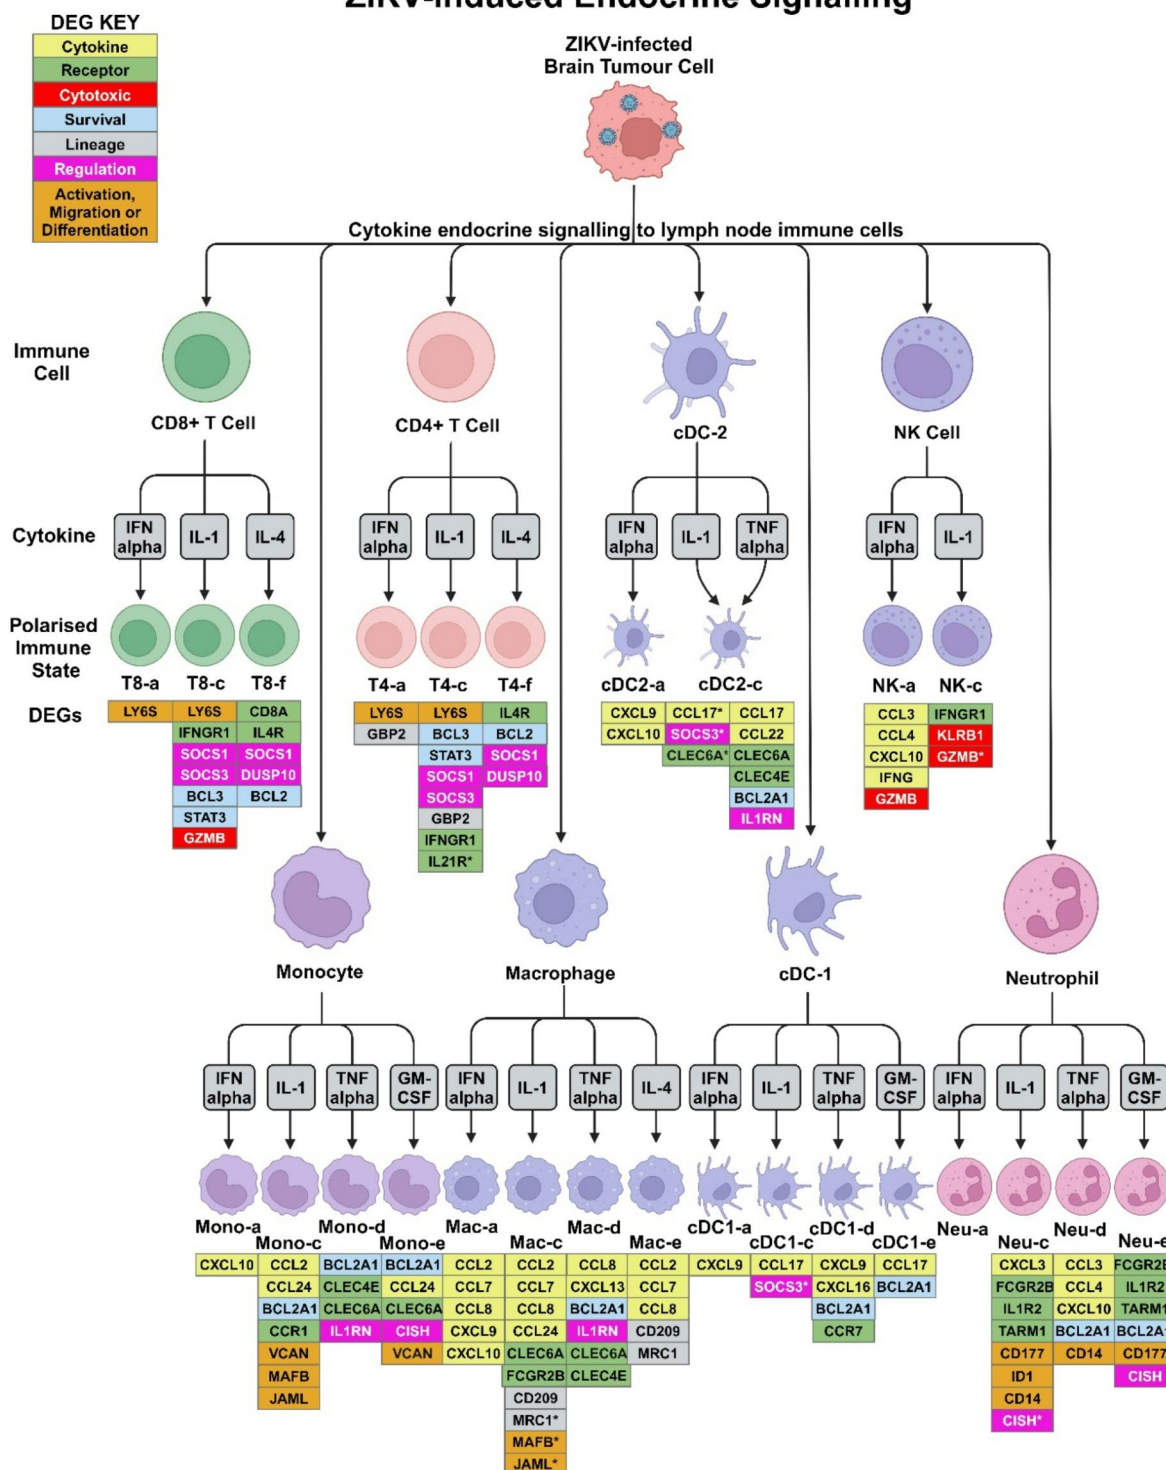 ZIKV-induced Endocrine Signalling
DEG KEY
Cytokine
Receptor
Cytotoxic
Survival
Lineage
Regulation
Activation,
Migration or
Differentiation
ZIKV-infected
Brain Tumour Cell
Cytokine endocrine signalling to lymph node immune cells
Immune
Cell
CD8+ T Cell
CD4+ T Cell
cDC-2
NK Cell
Cytokine
IFN
alpha
IL-1
IL-4
IFN
alpha
IL-1
IL-4
IFN
alpha
IL-1
TNF
alpha
IFN
alpha
IL-1
Polarised
Immune
State
T8-a
T8-c
T8-f
T4-a
T4-c
T4-f
cDC2-a
cDC2-c
NK-a
NK-c
DEGs
LY6S
LY6S
IFNGR1
SOCS1
SOCS3
BCL3
STAT3
GZMB
CD8A
IL4R
SOCS1
DUSP10
BCL2
LY6S
GBP2
LY6S
BCL3
STAT3
SOCS1
SOCS3
GBP2
IFNGR1
IL21R*
IL4R
BCL2
SOCS1
DUSP10
CXCL9
CXCL10
CCL17*
SOCS3*
CLEC6A*
CCL17
CCL22
CLEC6A
CLEC4E
BCL2A1
IL1RN
CCL3
CCL4
CXCL10
IFNG
GZMB
IFNGR1
KLRB1
GZMB*
Monocyte
Macrophage
cDC-1
Neutrophil
IFN
alpha
IL-1
TNF
alpha
GM-
CSF
IFN
alpha
IL-1
TNF
alpha
IL-4
IFN
alpha
IL-1
TNF
alpha
GM-
CSF
IFN
alpha
IL-1
TNF
alpha
GM-
CSF
Mono-a
Mono-c
Mono-d
Mono-e
Mac-a
Mac-c
Mac-d
Mac-e
cDC1-a
cDC1-c
cDC1-d
cDC1-e
Neu-a
Neu-c
Neu-d
Neu-e
CXCL10
CCL2
CCL24
BCL2A1
CCR1
VCAN
MAFB
JAML
BCL2A1
CLEC4E
CLEC6A
IL1RN
BCL2A1
CCL24
CLEC6A
CISH
VCAN
CCL2
CCL7
CCL8
CXCL9
CXCL10
CCL2
CCL7
CCL8
CCL24
CLEC6A
FCGR2B
CD209
MRC1*
MAFB*
JAML*
CCL8
CXCL13
BCL2A1
IL1RN
CLEC6A
CLEC4E
CCL2
CCL7
CCL8
CD209
MRC1
CXCL9
CCL17
SOCS3*
CXCL9
CXCL16
BCL2A1
CCR7
CCL17
BCL2A1
CXCL3
FCGR2B
IL1R2
TARM1
CD177
ID1
CD14
CISH*
CCL3
CCL4
CXCL10
BCL2A1
CD14
FCGR2B
IL1R2
TARM1
BCL2A1
CD177
CISH